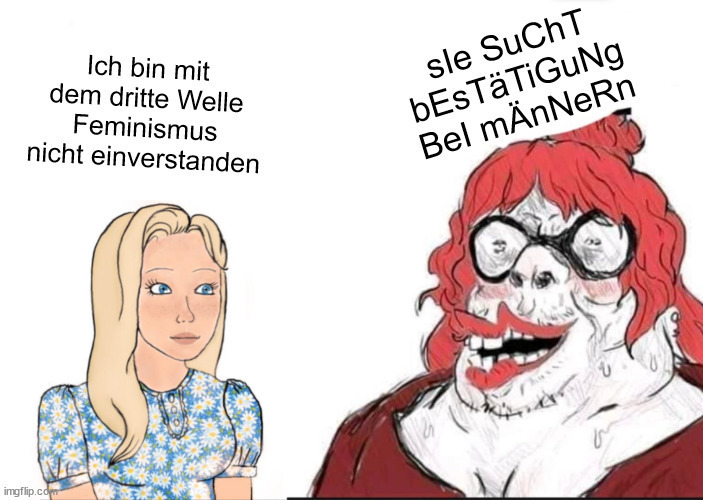 Ich bin mit
dem dritte Welle
Feminismus
nicht einverstanden
sIe SuChT
bEsTäTiGuNg
BeI mÄnNeRn
imgflip.com